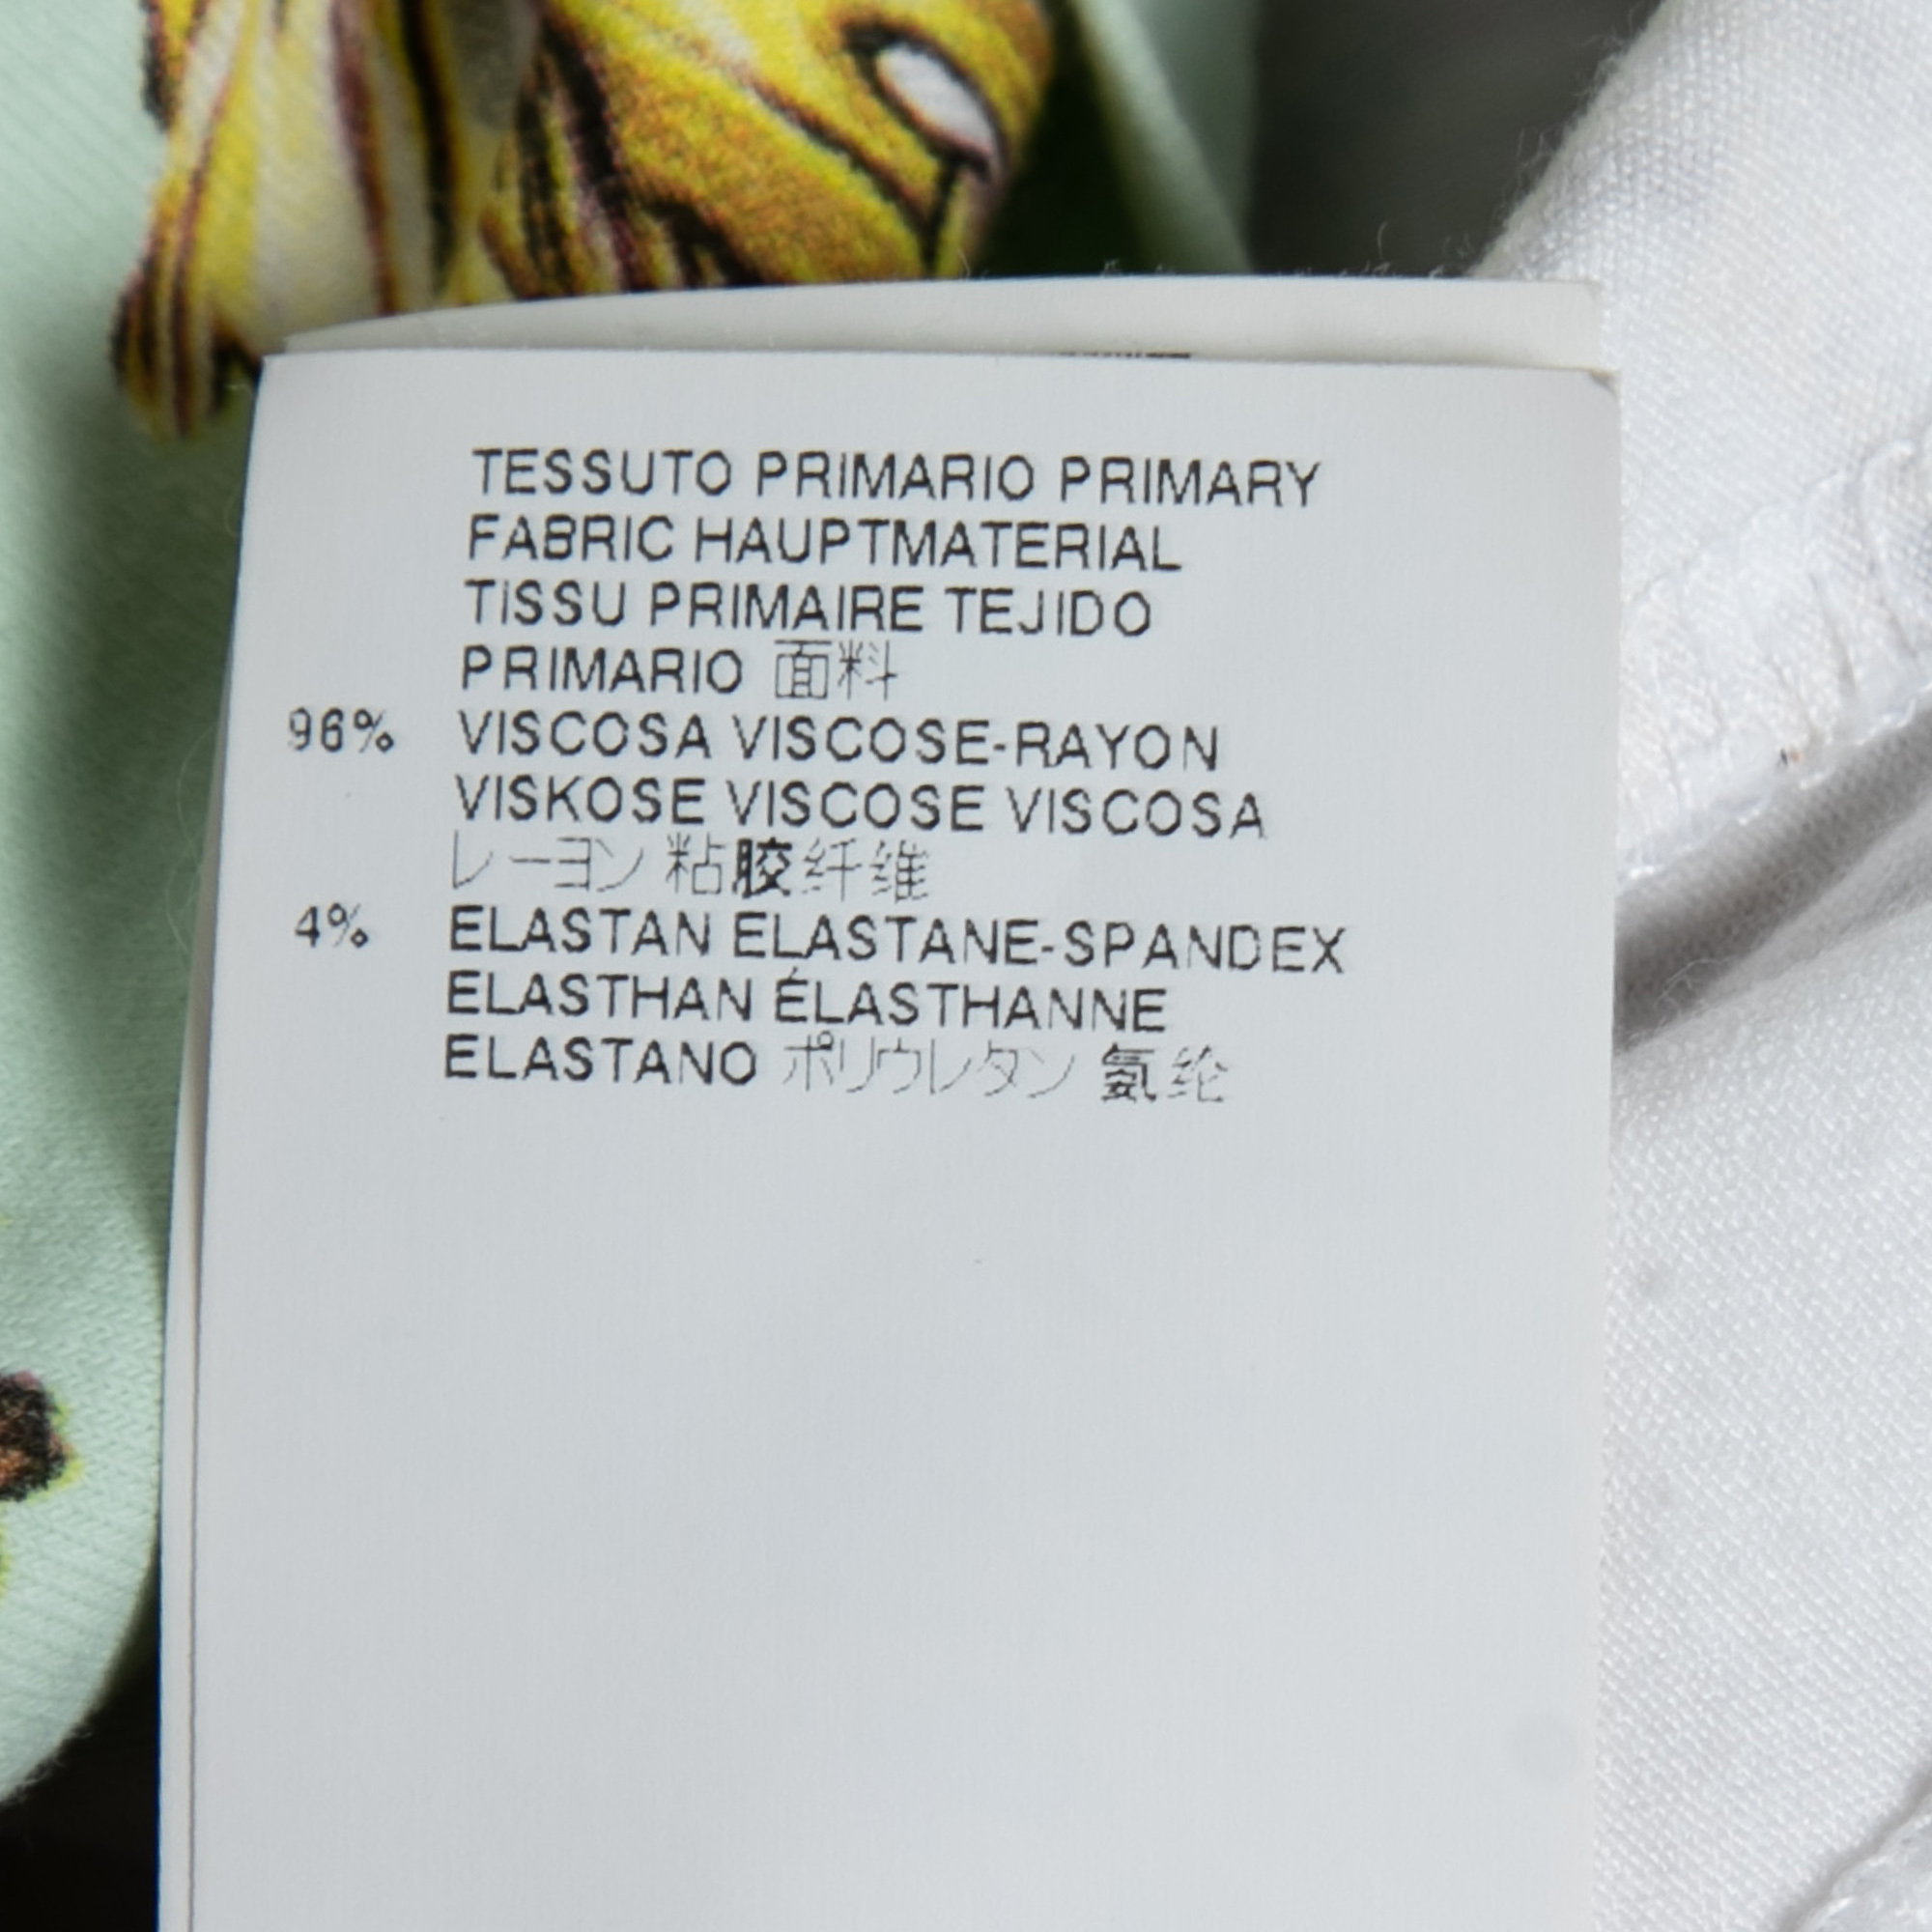 TESSUTO PRIMARIO PRIMARY
FABRIC HAUPTMATERIAL
TISSU PRIMAIRE TEJIDO
PRIMARIO 面料
96% VISCOSA VISCOSE-RAYON
VISKOSE VISCOSE VISCOSA
レーヨン 粘胶纤维
4% ELASTAN ELASTANE-SPANDEX
ELASTHAN ÉLASTHANNE
ELASTANO ポリウレタン 氨纶